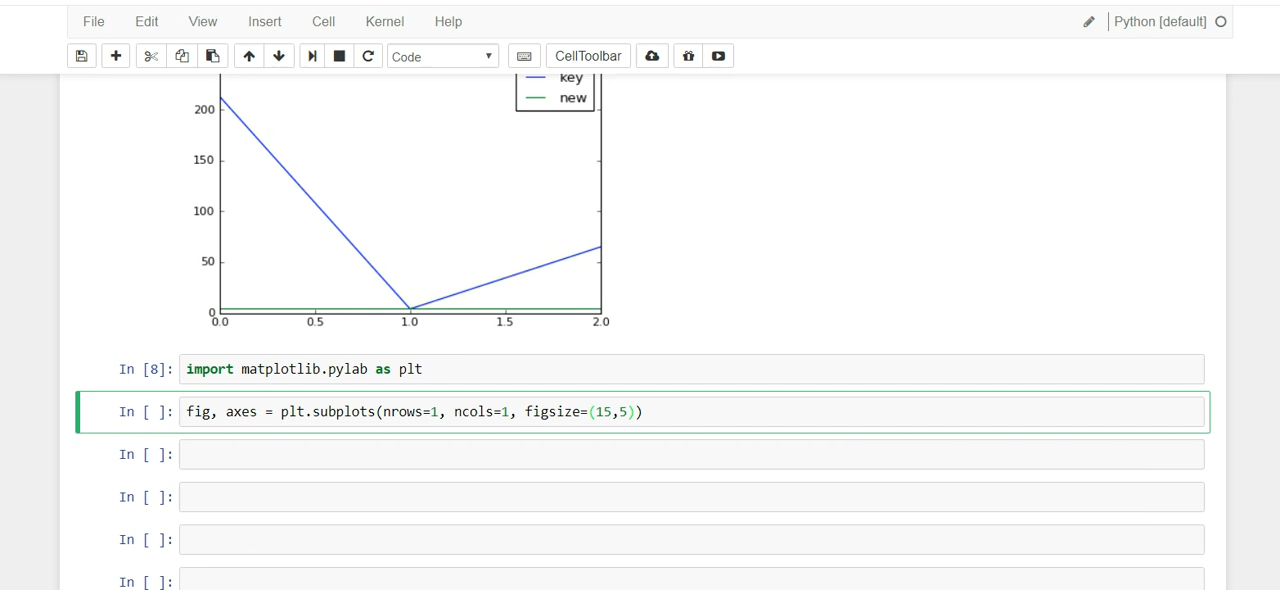 File Edit View Insert Cell Kernel Help Python [default]
Code CellToolbar
key
new
200
150
100
50
0
0.0 0.5 1.0 1.5 2.0
In [8]: import matplotlib.pylab as plt
In [ ]: fig, axes = plt.subplots(nrows=1, ncols=1, figsize=(15,5))
In [ ]:
In [ ]:
In [ ]:
In [ ]: